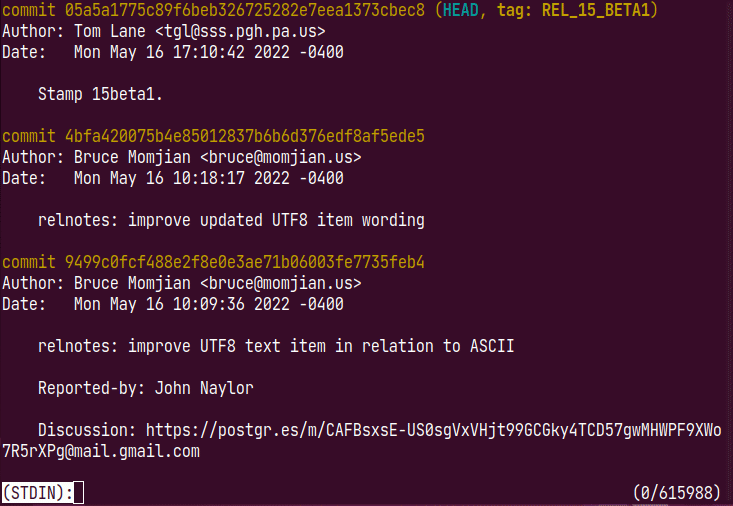 commit 05a5a1775c89f6beb326725282e7eea1373cbec8 (HEAD, tag: REL_15_BETA1)
Author: Tom Lane <tgl@sss.pgh.pa.us>
Date:   Mon May 16 17:10:42 2022 -0400
Stamp 15beta1.
commit 4bfa420075b4e85012837b6b6d376edf8af5ede5
Author: Bruce Momjian <bruce@momjian.us>
Date:   Mon May 16 10:18:17 2022 -0400
relnotes: improve updated UTF8 item wording
commit 9499c0fcf488e2f8e0e3ae71b06003fe7735feb4
Author: Bruce Momjian <bruce@momjian.us>
Date:   Mon May 16 10:09:36 2022 -0400
relnotes: improve UTF8 text item in relation to ASCII
Reported-by: John Naylor
Discussion: https://postgr.es/m/CAFBsxsE-US0sgVxVHjt99GCGky4TCD57gwMHWPF9XWo
7R5rXPg@mail.gmail.com
(STDIN): (0/615988)